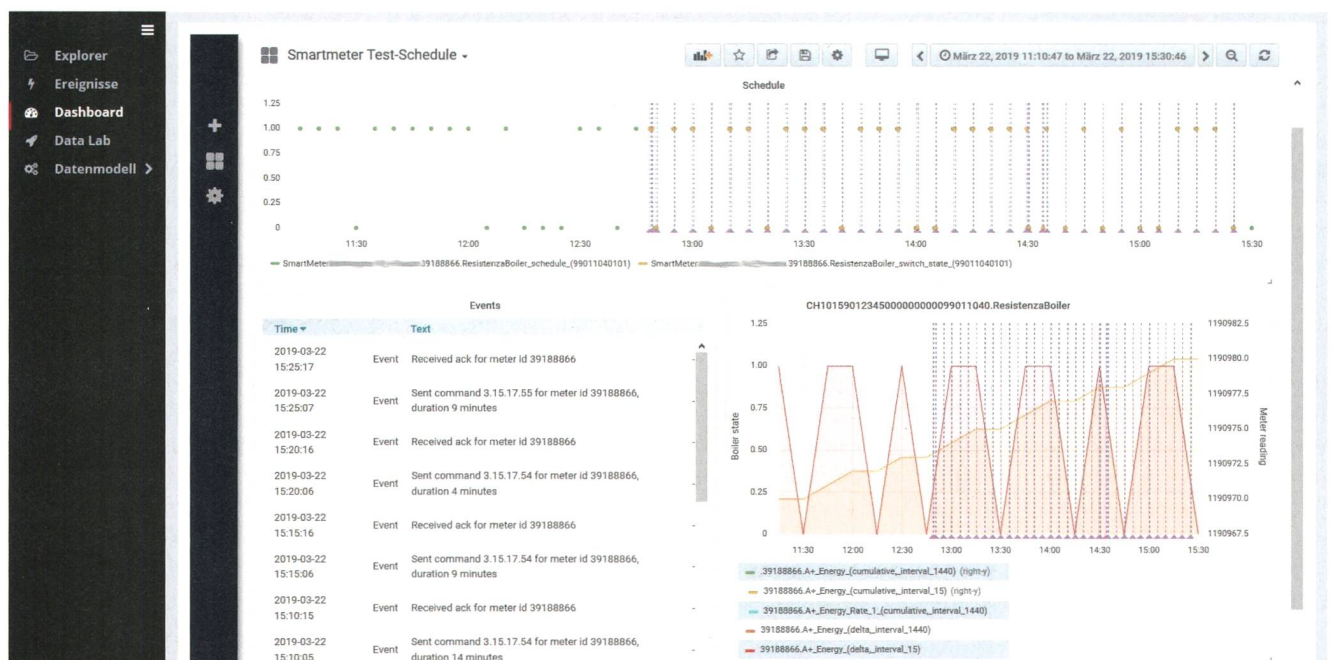 Explorer
Ereignisse
Dashboard
Data Lab
Datenmodell
Smartmeter Test-Schedule
März 22, 2019 11:10:47 to März 22, 2019 15:30:46
Schedule
1.25
1.00
0.75
0.50
0.25
0
11:30 12:00 12:30 13:00 13:30 14:00 14:30 15:00 15:30
SmartMeter 39188866.ResistenzaBoiler_schedule_(99011040101) SmartMeter 39188866.ResistenzaBoiler_switch_state_(99011040101)
Events
Time Text
2019-03-22
15:25:17
Event Received ack for meter id 39188866 -
2019-03-22
15:25:07
Event Sent command 3.15.17.55 for meter id 39188866,
duration 9 minutes -
2019-03-22
15:20:16
Event Received ack for meter id 39188866 -
2019-03-22
15:20:06
Event Sent command 3.15.17.54 for meter id 39188866,
duration 4 minutes -
2019-03-22
15:15:16
Event Received ack for meter id 39188866 -
2019-03-22
15:15:06
Event Sent command 3.15.17.54 for meter id 39188866,
duration 9 minutes -
2019-03-22
15:10:15
Event Received ack for meter id 39188866 -
2019-03-22
15:10:05
Event Sent command 3.15.17.54 for meter id 39188866,
duration 14 minutes -
1.25
1.00
0.75
0.50
0.25
0
Boiler state
1190982.5
1190980.0
1190977.5
1190975.0
1190972.5
1190970.0
1190967.5
Meter reading
11:30 12:00 12:30 13:00 13:30 14:00 14:30 15:00 15:30
.39188866.A+_Energy_(cumulative,_interval_1440) (right-y)
39188866.A+_Energy_(cumulative,_interval_15) (right-y)
39188866.A+_Energy_Rate_1_(cumulative,_interval_1440)
39188866.A+_Energy_(delta,_interval_1440)
39188866.A+_Energy_(delta,_interval_15)